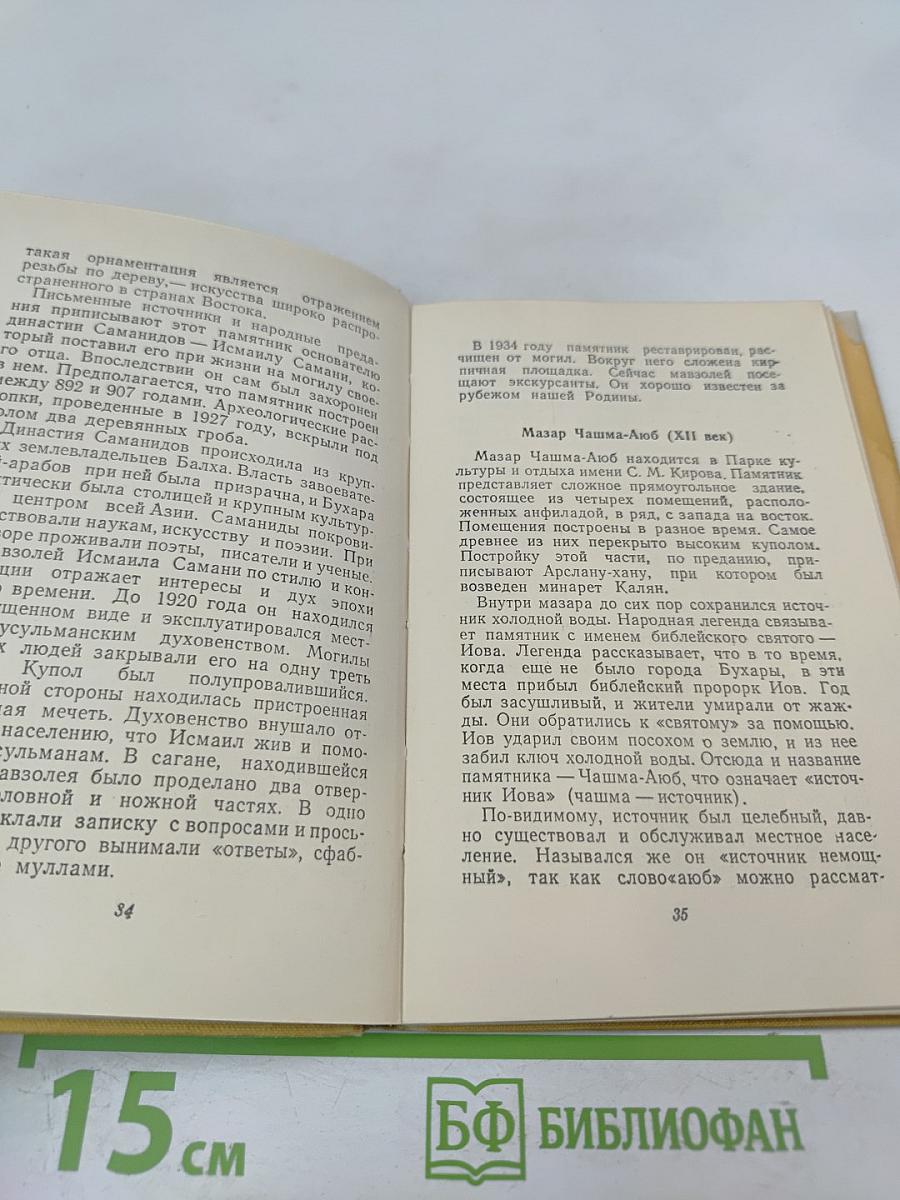 такая орнаментация является отражением
резьбы по дереву,— искусства широко распро-
страненного в странах Востока.
Письменные источники и народные преда-
ния приписывают этот памятник основателю
династии Саманидов — Исмаилу Самани, ко-
торый поставил его при жизни на могилу свое-
го отца. Впоследствии он сам был захоронен
в нем. Предполагается, что памятник построен
между 892 и 907 годами. Археологические рас-
опки, проведенные в 1927 году, вскрыли под
олом два деревянных гроба.
Династия Саманидов происходила из круп-
х землевладельцев Балха. Власть завоевате-
й-арабов при ней была призрачна, и Бухара
ктически была столицей и крупным культур-
центром всей Азии. Саманиды покрови-
ствовали наукам, искусству и поэзии. При
воре проживали поэты, писатели и ученые.
авзолей Исмаила Самани по стилю и кон-
ции отражает интересы и дух эпохи
о времени. До 1920 года он находился
ущенном виде и эксплуатировался мест-
усульманским духовенством. Могилы
х людей закрывали его на одну треть
Купол был полупровалившийся.
ной стороны находилась пристроенная
ная мечеть. Духовенство внушало от-
населению, что Исмаил жив и помо-
сульманам. В сагане, находившейся
авзолея было проделано два отвер-
оловной и ножной частях. В одно
клали записку с вопросами и прось-
другого вынимали «ответы», сфаб-
е муллами.
34
В 1934 году памятник реставрирован, рас-
чищен от могил. Вокруг него сложена кир-
пичная площадка. Сейчас мавзолей посе-
щают экскурсанты. Он хорошо известен за
рубежом нашей Родины.
Мазар Чашма-Аюб (XII век)
Мазар Чашма-Аюб находится в Парке ку-
льтуры и отдыха имени С. М. Кирова. Памятник
представляет сложное прямоугольное здание,
состоящее из четырех помещений, располо-
женных анфиладой, в ряд, с запада на восток.
Помещения построены в разное время. Самое
древнее из них перекрыто высоким куполом.
Постройку этой части, по преданию, при-
писывают Арслану-хану, при котором был
возведен минарет Калян.
Внутри мазара до сих пор сохранился источ-
ник холодной воды. Народная легенда связыва-
ет памятник с именем библейского святого —
Иова. Легенда рассказывает, что в то время,
когда еще не было города Бухары, в эти
места прибыл библейский пророрк Иов. Год
был засушливый, и жители умирали от жаж-
ды. Они обратились к «святому» за помощью.
Иов ударил своим посохом о землю, и из нее
забил ключ холодной воды. Отсюда и название
памятника — Чашма-Аюб, что означает «источ-
ник Иова» (чашма — источник).
По-видимому, источник был целебный, дав-
но существовал и обслуживал местное насе-
ление. Назывался же он «источник немощ-
ный», так как слово«аюб» можно рассмат-
35
15 см
БФ БИБЛИОФАН